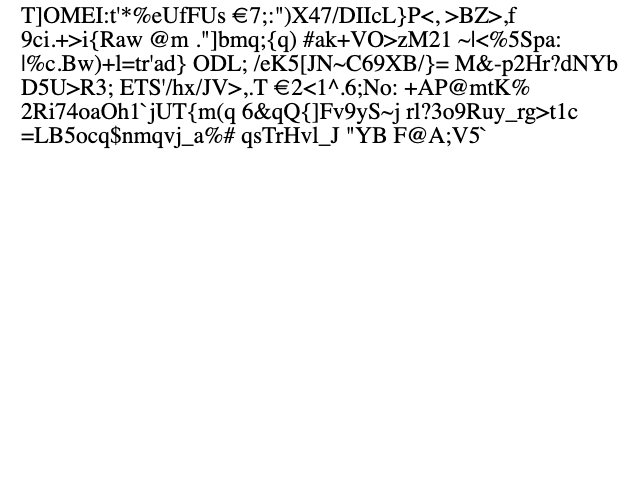 T]OMEI:t'*%eUfFUs €7;:")X47/DIIcL}P<, >BZ>,f
9ci.+>i{Raw @m ."]bmq;{q) #ak+VO>zM21 ~l<%5Spa:
|%c.Bw)+l=tr'ad} ODL; /eK5[JN~C69XB/}= M&-p2Hr?dNYb
D5U>R3; ETS'/hx/JV>,.T €2<1^.6;No: +AP@mtK%
2Ri74oaOh1`jUT{m(q 6&qQ{]Fv9yS~j rl?3o9Ruy_rg>t1c
=LB5ocq$nmqvj_a%# qsTrHvl_J "YB F@A;V5`